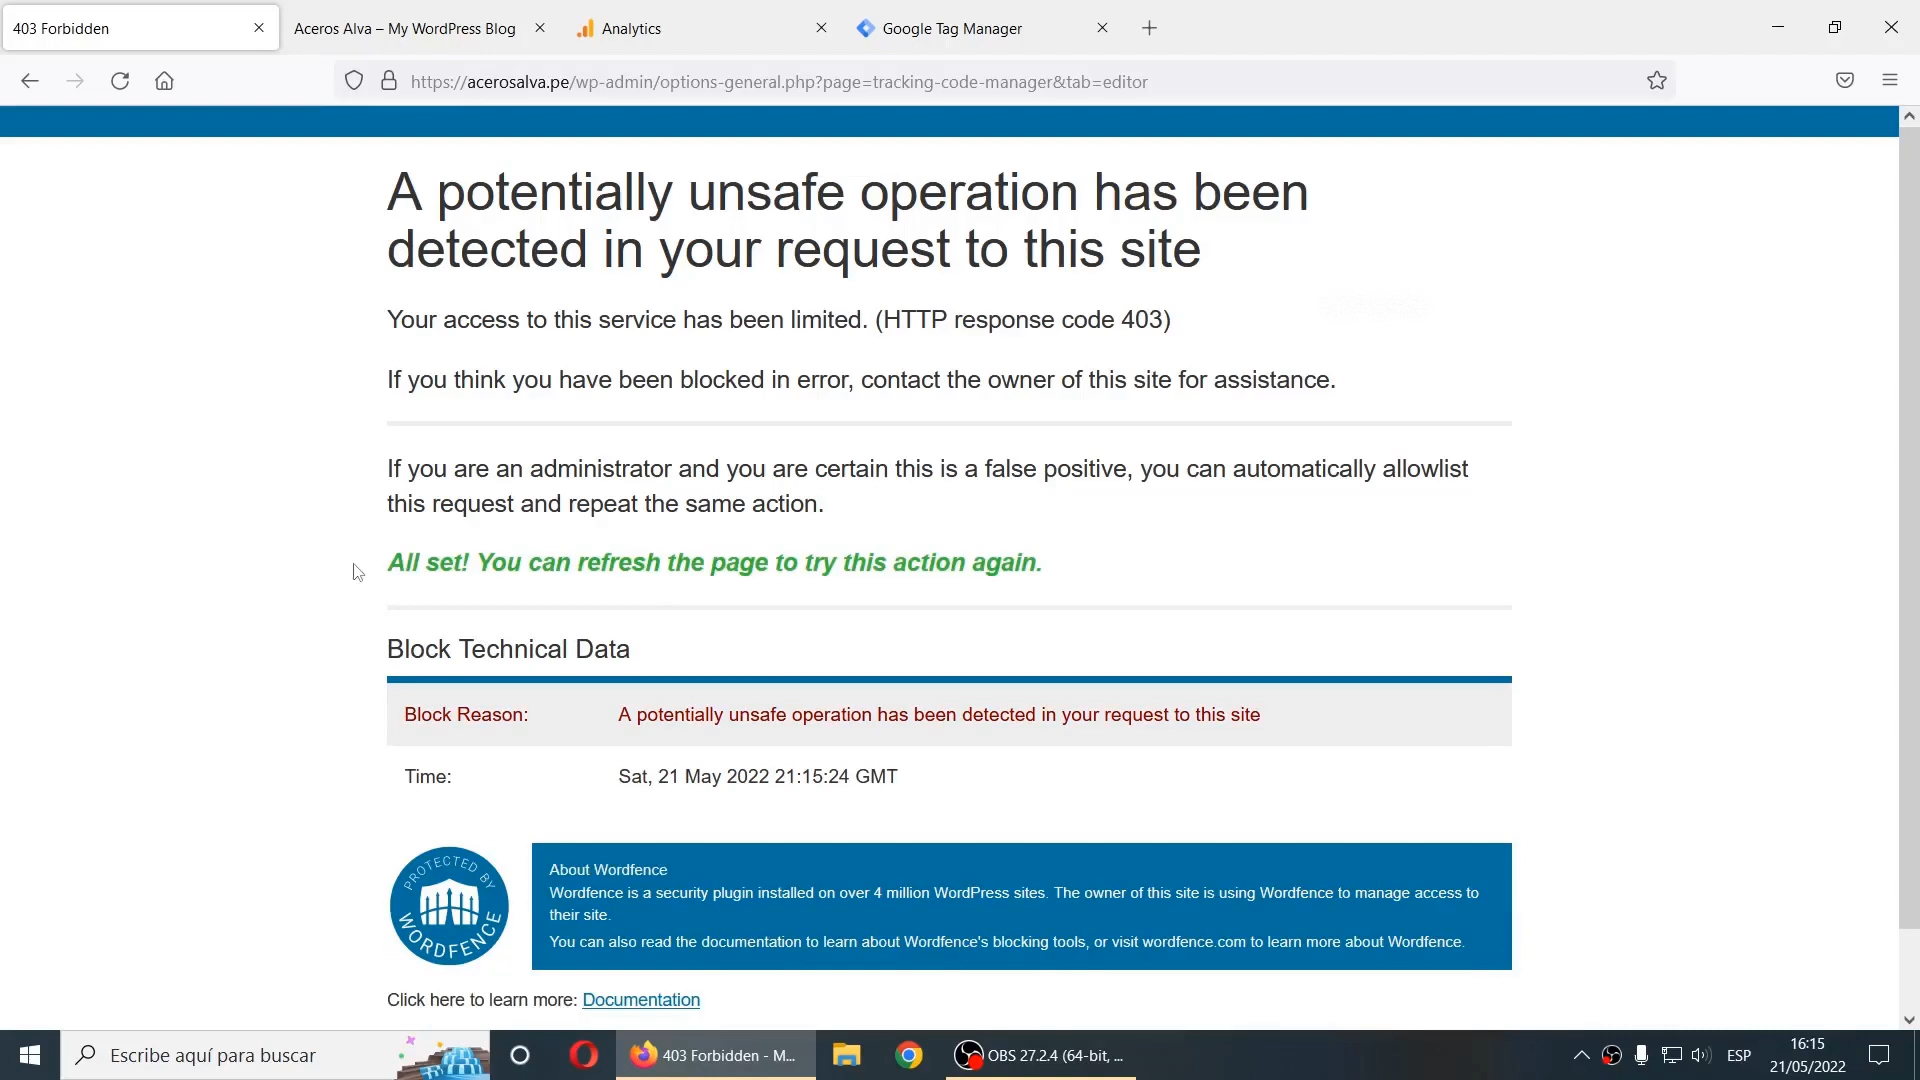 403 Forbidden
Aceros Alva – My WordPress Blog
Analytics
Google Tag Manager
https://acerosalva.pe/wp-admin/options-general.php?page=tracking-code-manager&tab=editor
A potentially unsafe operation has been
detected in your request to this site
Your access to this service has been limited. (HTTP response code 403)
If you think you have been blocked in error, contact the owner of this site for assistance.
If you are an administrator and you are certain this is a false positive, you can automatically allowlist
this request and repeat the same action.
All set! You can refresh the page to try this action again.
Block Technical Data
Block Reason: A potentially unsafe operation has been detected in your request to this site
Time: Sat, 21 May 2022 21:15:24 GMT
PROTECTED BY
WORDFENCE
About Wordfence
Wordfence is a security plugin installed on over 4 million WordPress sites. The owner of this site is using Wordfence to manage access to
their site.
You can also read the documentation to learn about Wordfence's blocking tools, or visit wordfence.com to learn more about Wordfence.
Click here to learn more: Documentation
Escribe aquí para buscar
403 Forbidden - M...
OBS 27.2.4 (64-bit, ...
ESP
16:15
21/05/2022